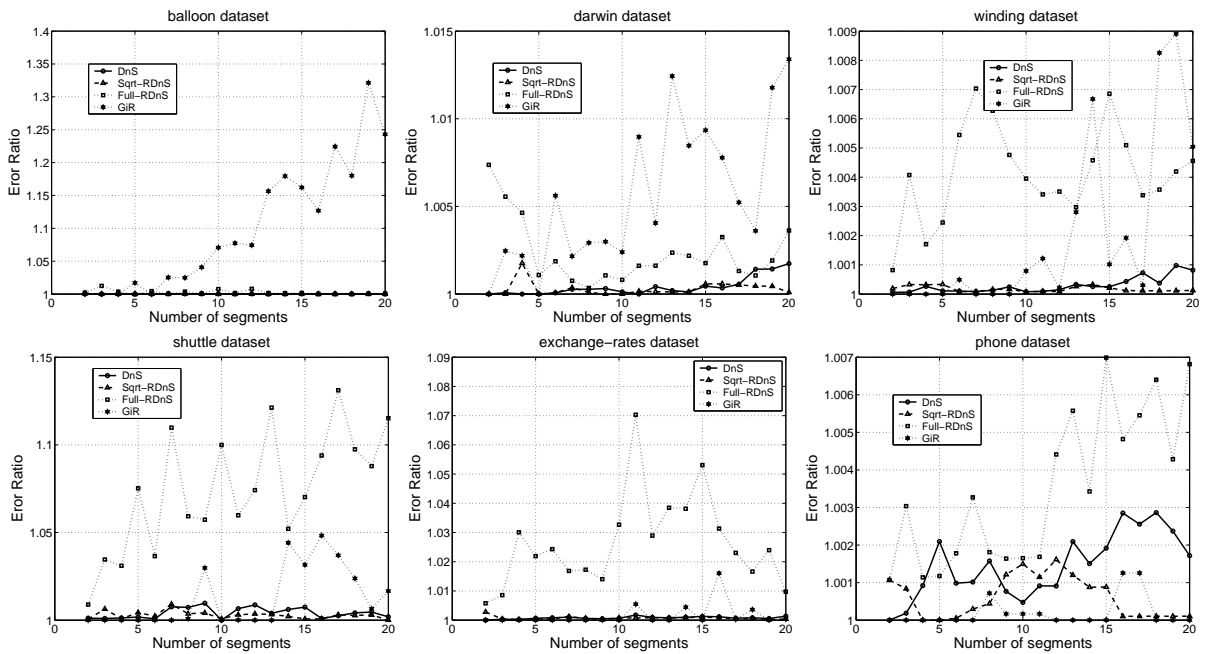 balloon dataset
1.4
1.35
1.3
1.25
1.2
1.15
1.1
1.05
1
0
5
10
15
20
Eror Ratio
Number of segments
DnS
Sqrt−RDnS
Full−RDnS
GiR
darwin dataset
1.015
1.01
1.005
1
0
5
10
15
20
Eror Ratio
Number of segments
DnS
Sqrt−RDnS
Full−RDnS
GiR
winding dataset
1.009
1.008
1.007
1.006
1.005
1.004
1.003
1.002
1.001
1
0
5
10
15
20
Eror Ratio
Number of segments
DnS
Sqrt−RDnS
Full−RDnS
GiR
shuttle dataset
1.15
1.1
1.05
1
0
5
10
15
20
Eror Ratio
Number of segments
DnS
Sqrt−RDnS
Full−RDnS
GiR
exchange−rates dataset
1.09
1.08
1.07
1.06
1.05
1.04
1.03
1.02
1.01
1
0
5
10
15
20
Eror Ratio
Number of segments
DnS
Sqrt−RDnS
Full−RDnS
GiR
phone dataset
1.007
1.006
1.005
1.004
1.003
1.002
1.001
1
0
5
10
15
20
Eror Ratio
Number of segments
DnS
Sqrt−RDnS
Full−RDnS
GiR